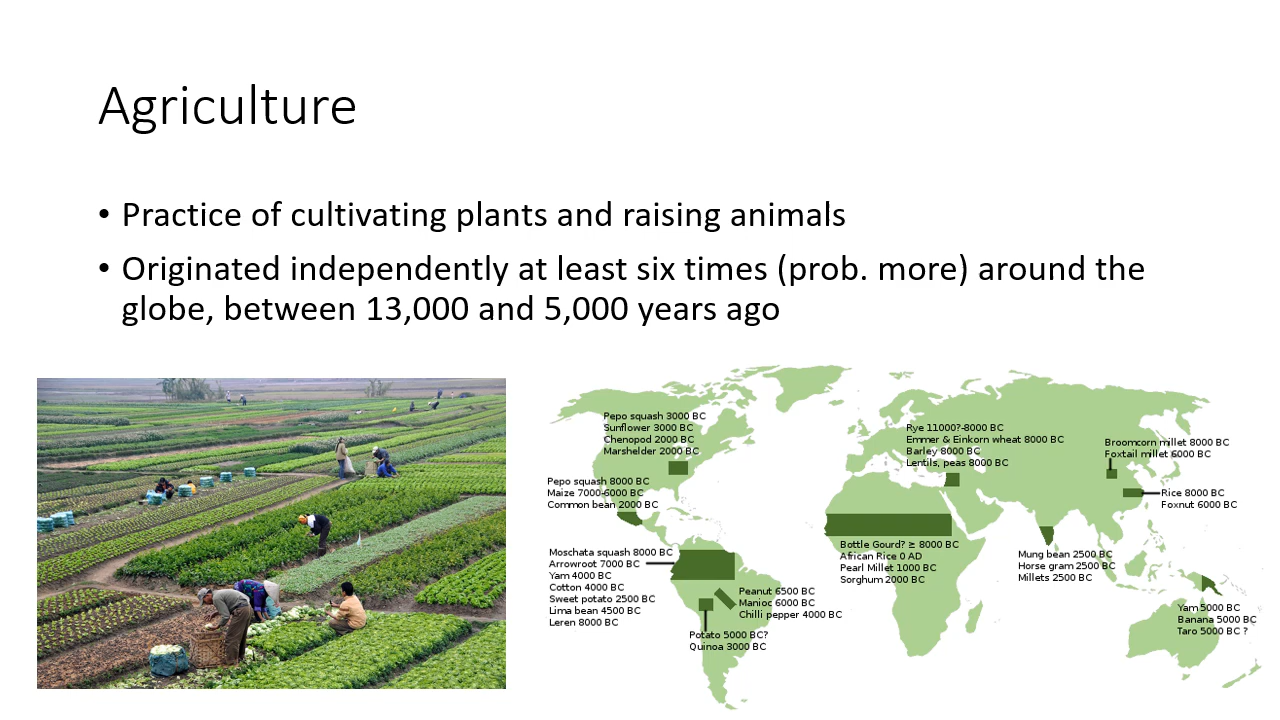 Agriculture
• Practice of cultivating plants and raising animals
• Originated independently at least six times (prob. more) around the
globe, between 13,000 and 5,000 years ago
Pepo squash 3000 BC
Sunflower 3000 BC
Chenopod 2000 BC
Marshelder 2000 BC
Pepo squash 8000 BC
Maize 7000-6000 BC
Common bean 2000 BC
Moschata squash 8000 BC
Arrowroot 7000 BC
Yam 4000 BC
Cotton 4000 BC
Sweet potato 2500 BC
Lima bean 4500 BC
Leren 8000 BC
Peanut 6500 BC
Manioc 6000 BC
Chilli pepper 4000 BC
Potato 5000 BC?
Quinoa 3000 BC
Rye 11000?-8000 BC
Emmer & Einkorn wheat 8000 BC
Barley 8000 BC
Lentils, peas 8000 BC
Bottle Gourd? ≥ 8000 BC
African Rice 0 AD
Pearl Millet 1000 BC
Sorghum 2000 BC
Broomcorn millet 8000 BC
Foxtail millet 6000 BC
Rice 8000 BC
Foxnut 6000 BC
Mung bean 2500 BC
Horse gram 2500 BC
Millets 2500 BC
Yam 5000 BC
Banana 5000 BC
Taro 5000 BC ?